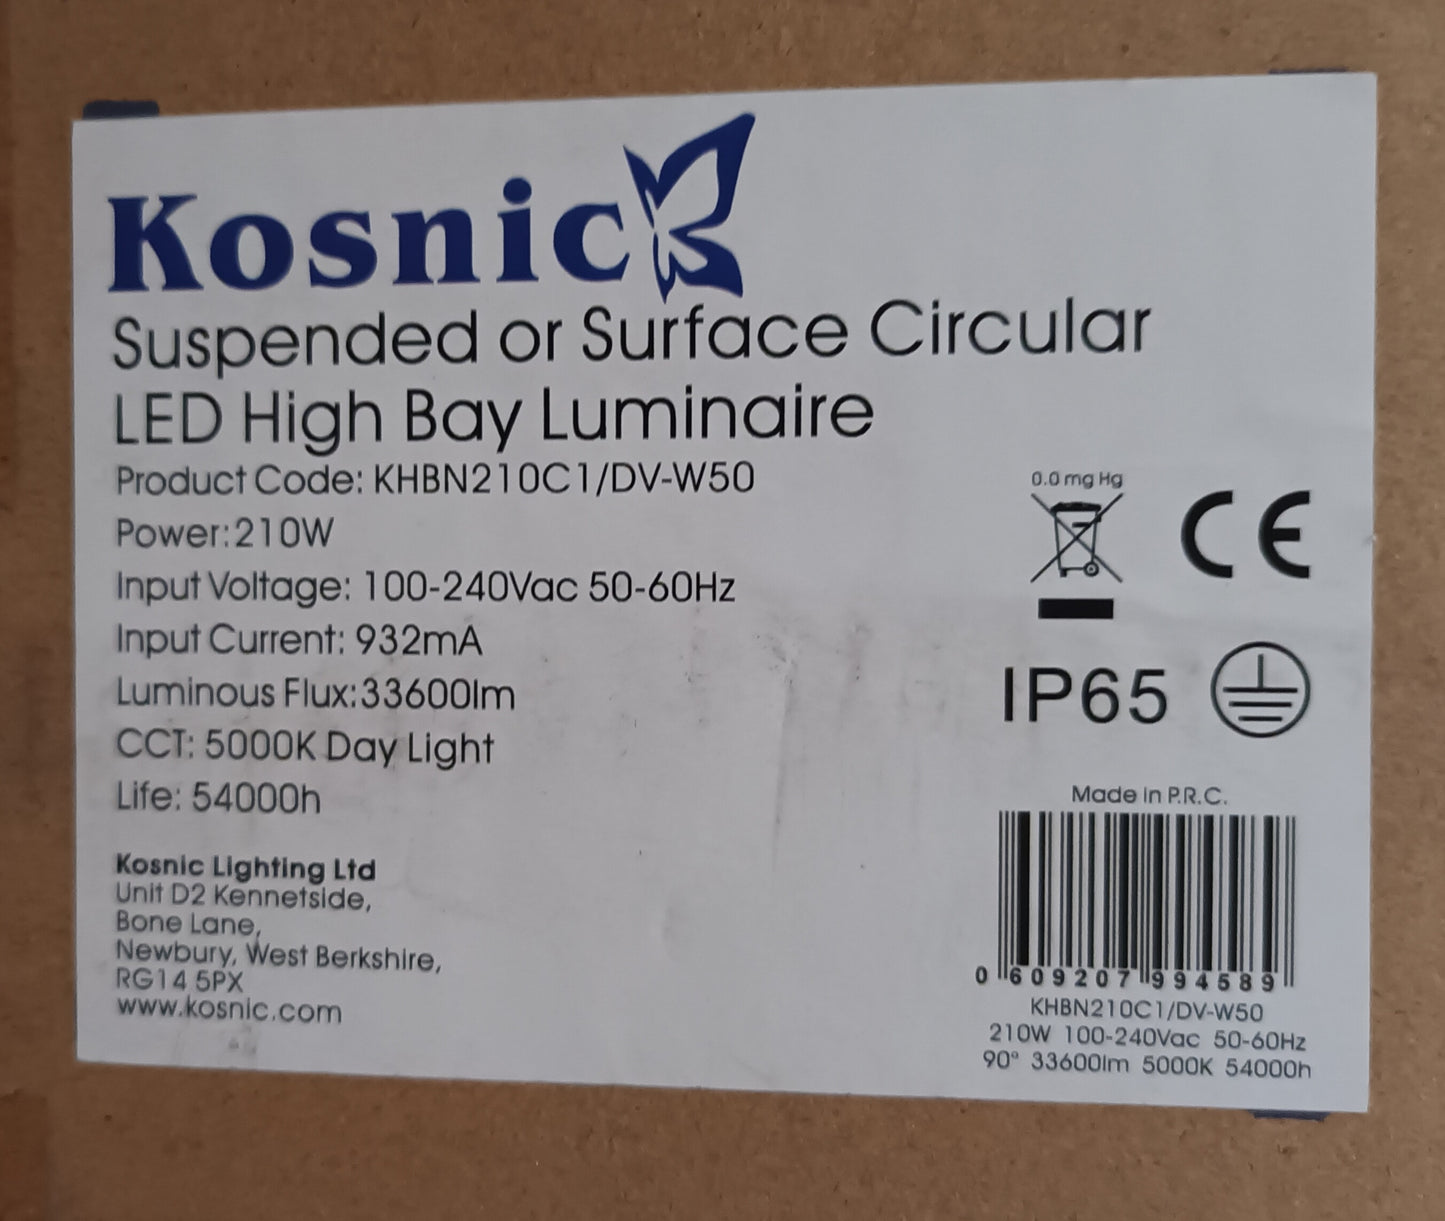 Kosnic
Suspended or Surface Circular
LED High Bay Luminaire
Product Code: KHBN210C1/DV-W50
Power:210W
Input Voltage: 100-240Vac 50-60Hz
Input Current: 932mA
Luminous Flux:33600lm
CCT: 5000K Day Light
Life: 54000h
Kosnic Lighting Ltd
Unit D2 Kennetside,
Bone Lane,
Newbury, West Berkshire,
RG14 5PX
www.kosnic.com
0.0 mg Hg
CE
IP65
Made in P.R.C.
0 609207 994589
KHBN210C1/DV-W50
210W 100-240Vac 50-60Hz
90° 33600lm 5000K 54000h